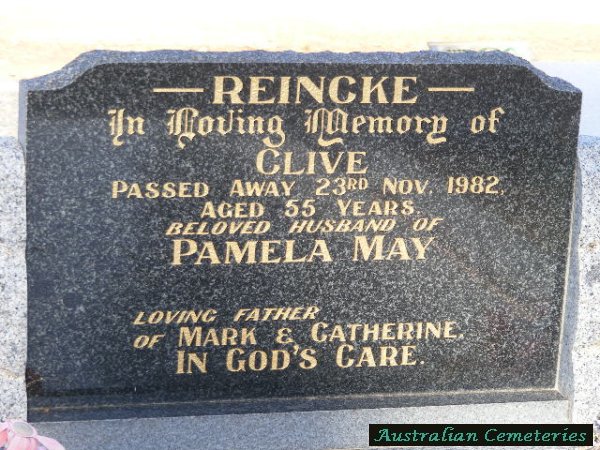 — REINCKE —
In Loving Memory of
CLIVE
PASSED AWAY 23RD NOV. 1982,
AGED 55 YEARS.
BELOVED HUSBAND OF
PAMELA MAY
LOVING FATHER
OF MARK & CATHERINE.
IN GOD'S CARE.
Australian Cemeteries